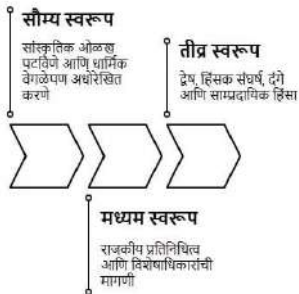 सौम्य स्वरूप
सांस्कृतिक ओळख
पटविणे आणि धार्मिक
वेगळेपण अधोरेखित
करणे
तीव्र स्वरूप
द्वेष, हिंसक संघर्ष, दंगे
आणि साम्प्रदायिक हिंसा
मध्यम स्वरूप
राजकीय प्रतिनिधित्व
आणि विशेषाधिकारांची
मागणी